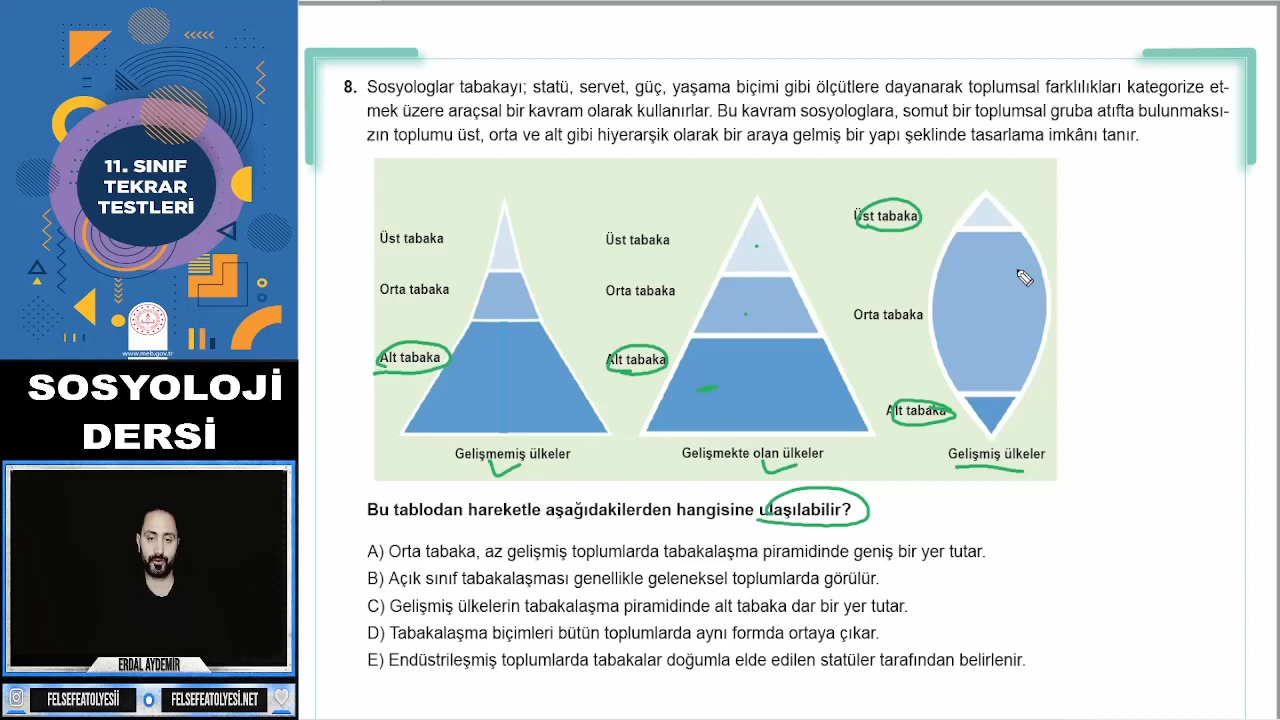 11. SINIF
TEKRAR
TESTLERİ
www.meb.gov.tr
SOSYOLOJİ
DERSİ
ERDAL AYDEMİR
FELSEFEATOLYESİİ
FELSEFEATOLYESİ.NET
8. Sosyologlar tabakayı; statü, servet, güç, yaşama biçimi gibi ölçütlere dayanarak toplumsal farklılıkları kategorize et-
mek üzere araçsal bir kavram olarak kullanırlar. Bu kavram sosyologlara, somut bir toplumsal gruba atıfta bulunmaksı-
zın toplumu üst, orta ve alt gibi hiyerarşik olarak bir araya gelmiş bir yapı şeklinde tasarlama imkânı tanır.
Üst tabaka
Orta tabaka
Alt tabaka
Gelişmemiş ülkeler
Üst tabaka
Orta tabaka
Alt tabaka
Gelişmekte olan ülkeler
Üst tabaka
Orta tabaka
Alt tabaka
Gelişmiş ülkeler
Bu tablodan hareketle aşağıdakilerden hangisine ulaşılabilir?
A) Orta tabaka, az gelişmiş toplumlarda tabakalaşma piramidinde geniş bir yer tutar.
B) Açık sınıf tabakalaşması genellikle geleneksel toplumlarda görülür.
C) Gelişmiş ülkelerin tabakalaşma piramidinde alt tabaka dar bir yer tutar.
D) Tabakalaşma biçimleri bütün toplumlarda aynı formda ortaya çıkar.
E) Endüstrileşmiş toplumlarda tabakalar doğumla elde edilen statüler tarafından belirlenir.